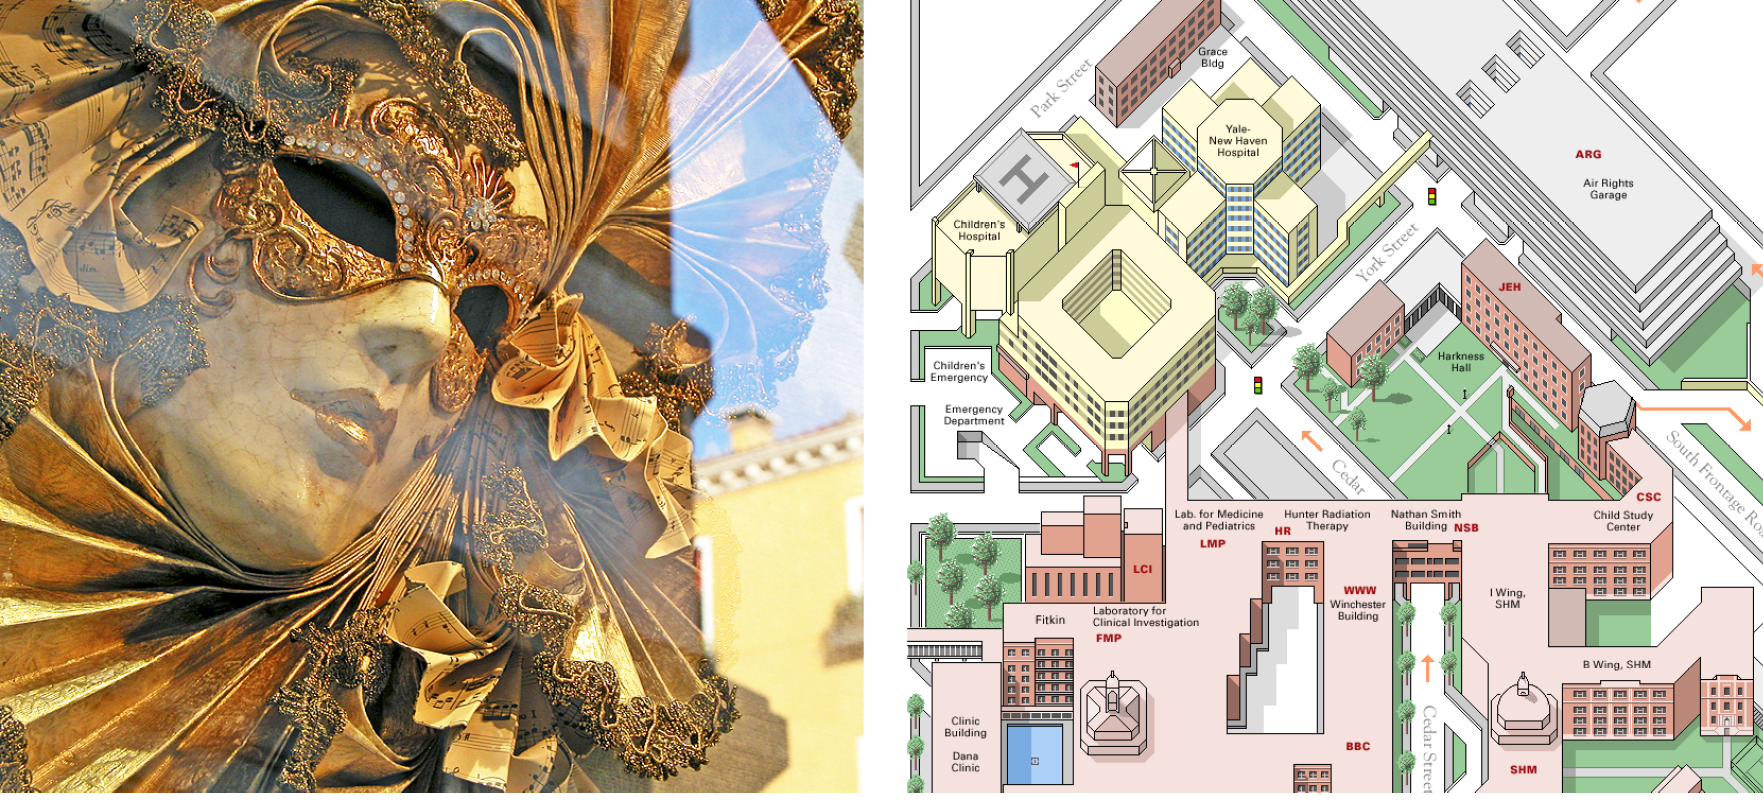 Grace
Bldg
Park Street
Yale-
New Haven
Hospital
H
ARG
Air Rights
Garage
Children's
Hospital
York Street
JEH
Children's
Emergency
Harkness
Hall
Emergency
Department
Cedar
South Frontage
CSC
Child Study
Center
Lab. for Medicine
and Pediatrics
LMP
Hunter Radiation
Therapy
HR
Nathan Smith
Building
NSB
LCI
WWW
Winchester
Building
I Wing,
SHM
Fitkin
Laboratory for
Clinical Investigation
FMP
B Wing, SHM
Clinic
Building
Dana
Clinic
BBC
Cedar Street
SHM
dim.